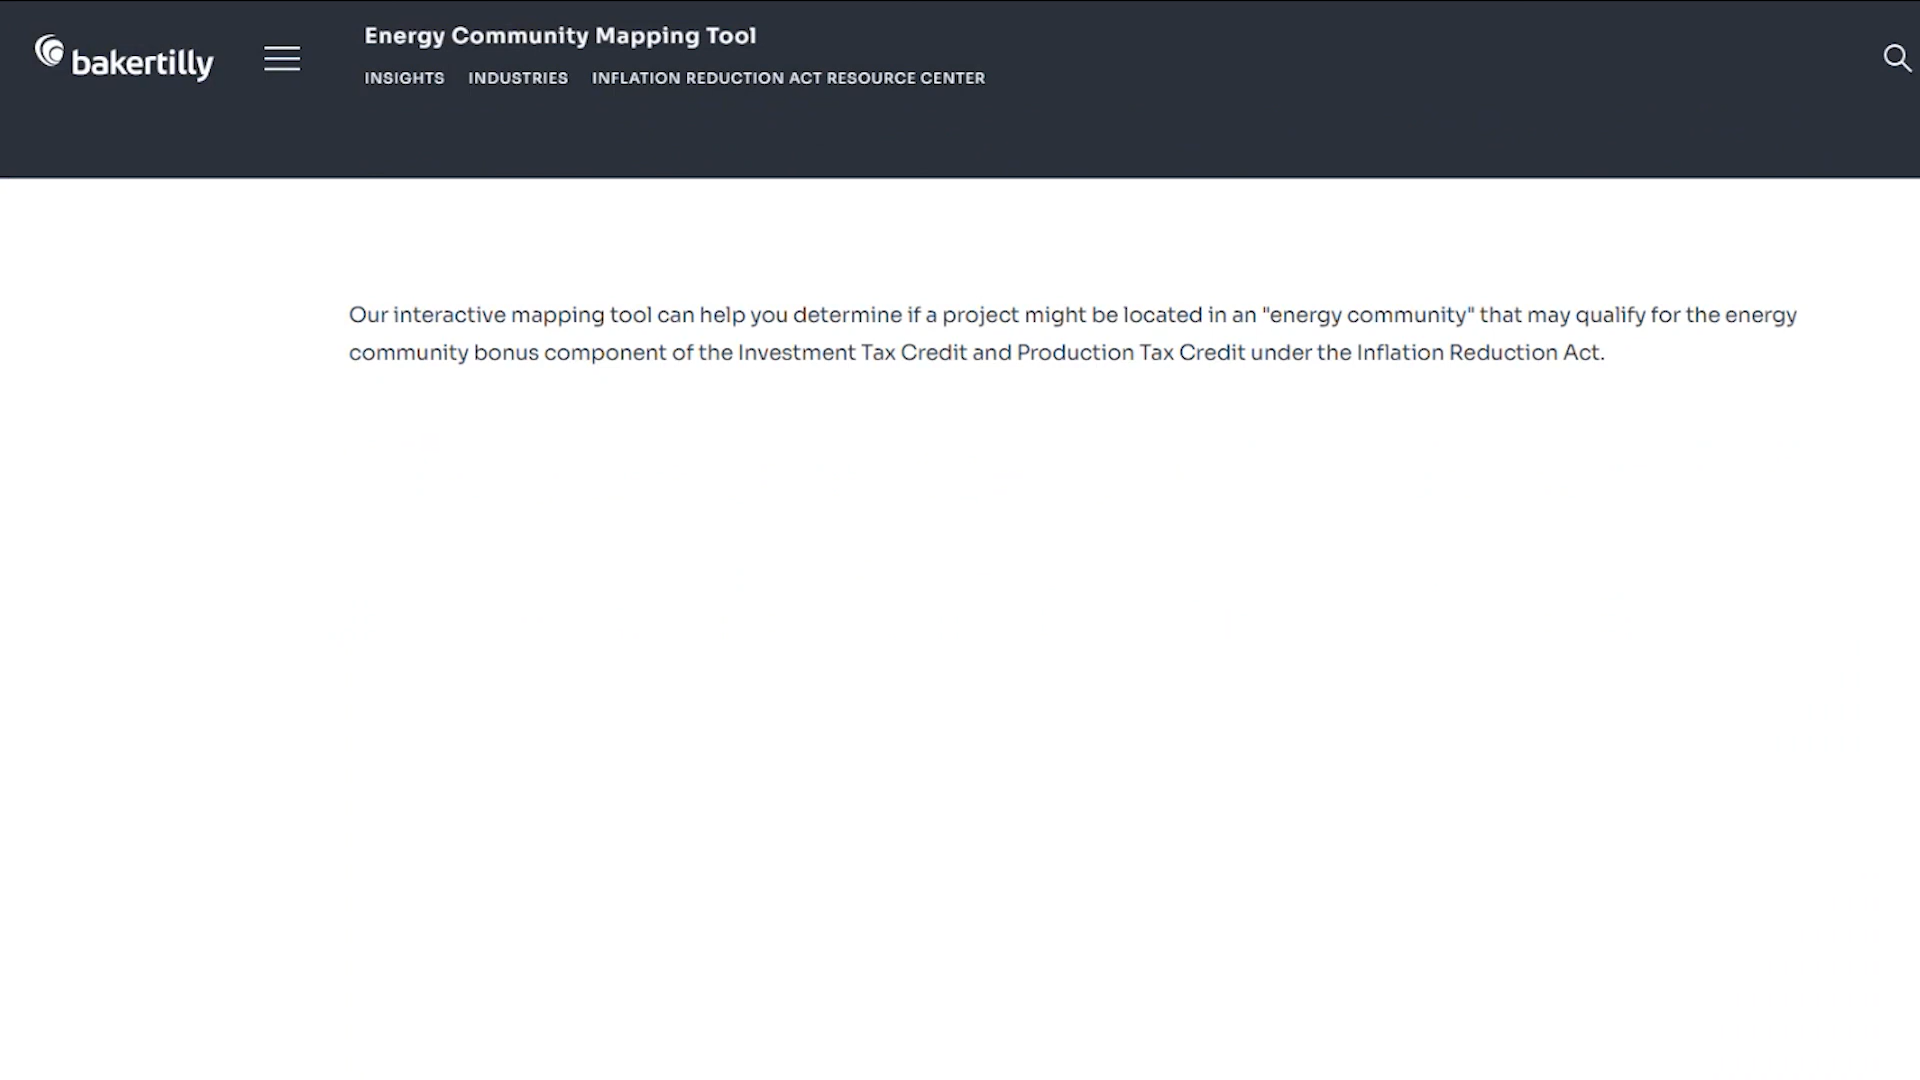 bakertilly
Energy Community Mapping Tool
INSIGHTS INDUSTRIES INFLATION REDUCTION ACT RESOURCE CENTER
Our interactive mapping tool can help you determine if a project might be located in an "energy community" that may qualify for the energy
community bonus component of the Investment Tax Credit and Production Tax Credit under the Inflation Reduction Act.